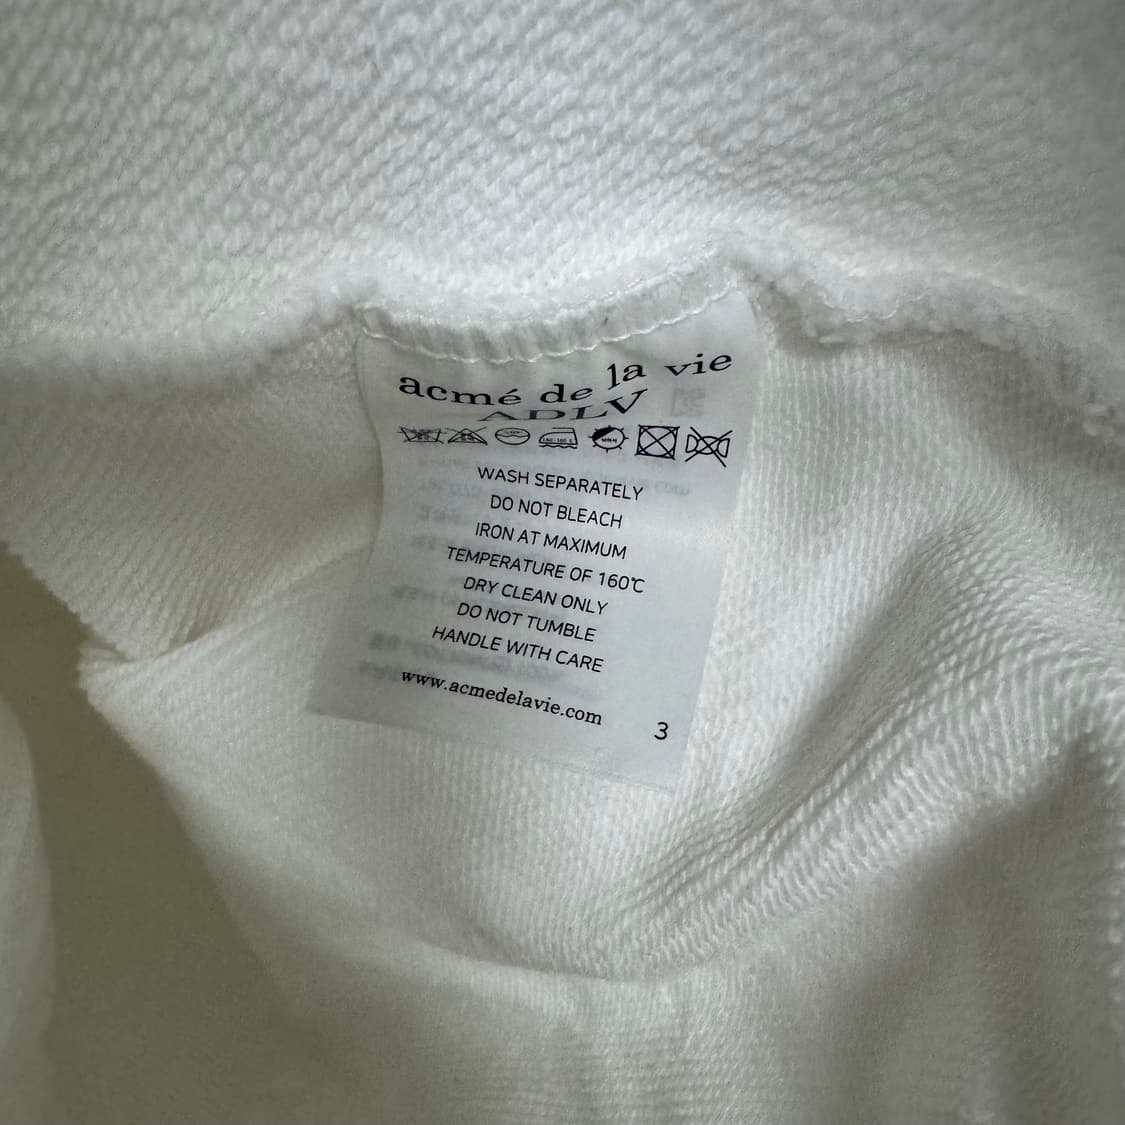 acmé de la vie
ADLV
WASH SEPARATELY
DO NOT BLEACH
IRON AT MAXIMUM
TEMPERATURE OF 160℃
DRY CLEAN ONLY
DO NOT TUMBLE
HANDLE WITH CARE
www.acmedelavie.com
3